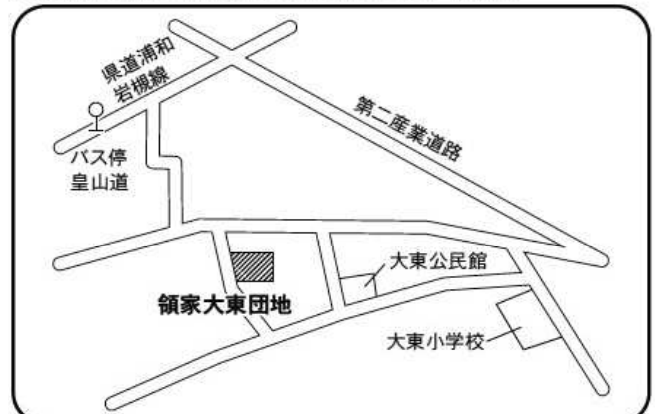 県道浦和
岩槻線
第二産業道路
バス停
皇山道
大東公民館
領家大東団地
大東小学校